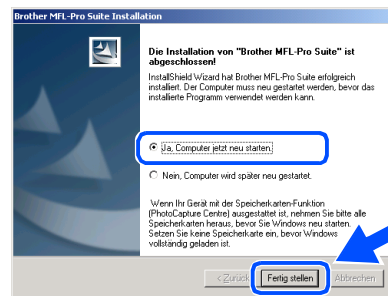 Brother MFL-Pro Suite Installation
Die Installation von "Brother MFL-Pro Suite" ist
abgeschlossen!
InstallShield Wizard hat Brother MFL-Pro Suite erfolgreich
installiert. Der Computer muss neu gestartet werden, bevor das
installierte Programm verwendet werden kann.
Ja, Computer jetzt neu starten.
Nein, Computer wird später neu gestartet.
Wenn Ihr Gerät mit der Speicherkarten-Funktion
(PhotoCapture Centre) ausgestattet ist, nehmen Sie bitte alle
Speicherkarten heraus, bevor Sie Windows neu starten.
Setzen Sie keine Speicherkarte ein, bevor Windows
vollständig geladen ist.
< Zurück Fertig stellen Abbrechen